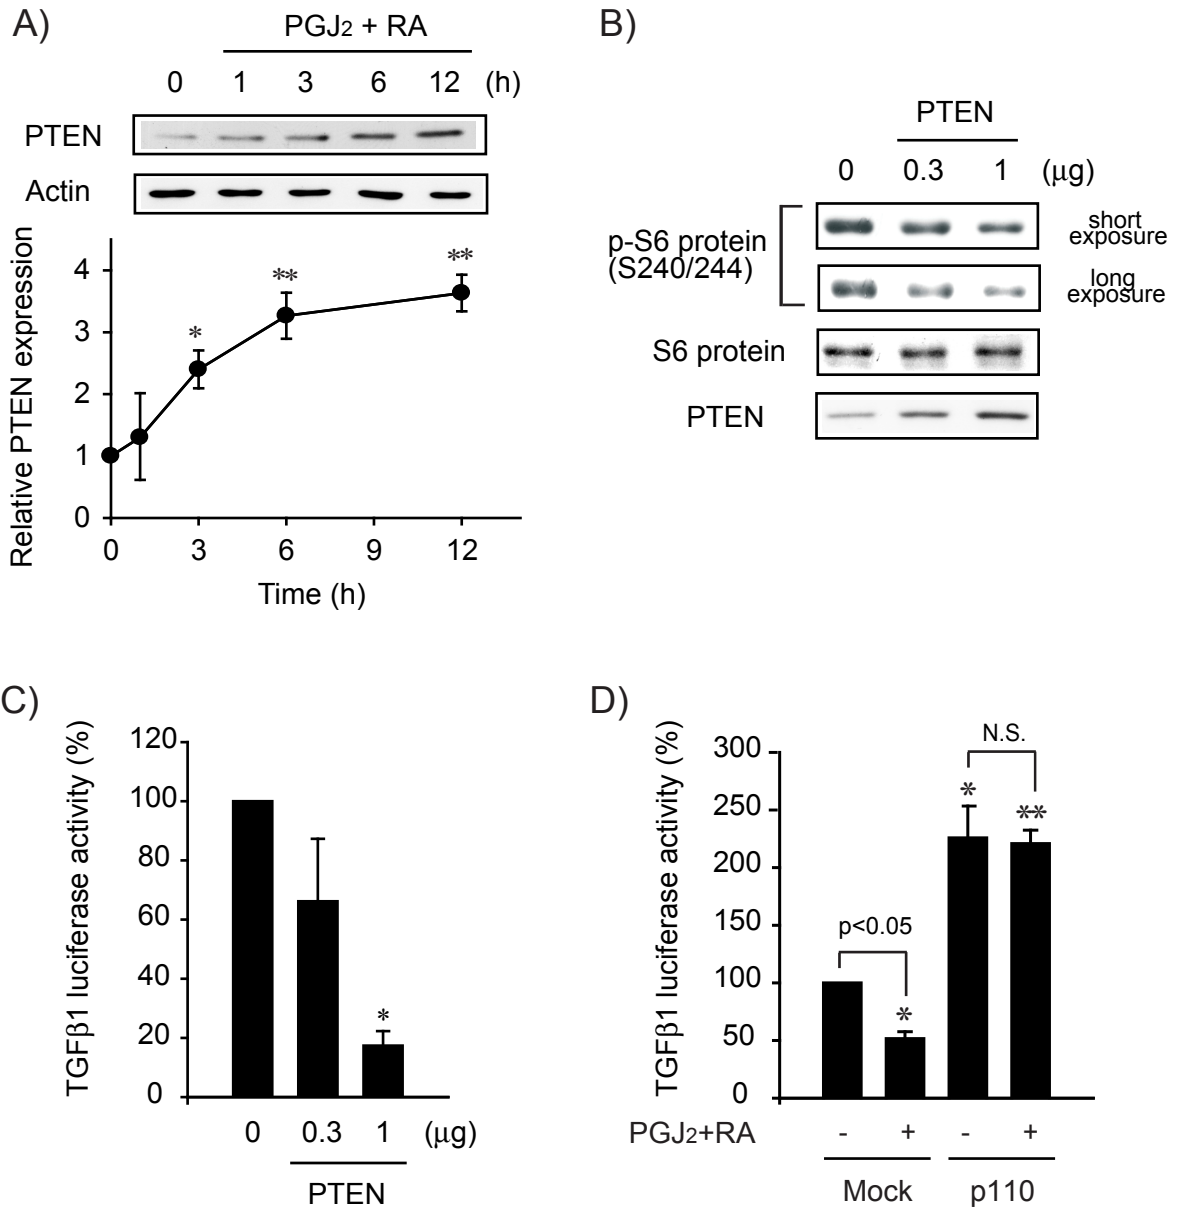 A)
PGJ2 + RA
0 1 3 6 12 (h)
PTEN
Actin
Relative PTEN expression
4
3
2
1
0
*
**
**
0 3 6 9 12
Time (h)
B)
PTEN
0 0.3 1 (μg)
p-S6 protein
(S240/244)
short
exposure
long
exposure
S6 protein
PTEN
C)
TGFβ1 luciferase activity (%)
120
100
80
60
40
20
0
*
0 0.3 1 (μg)
PTEN
D)
TGFβ1 luciferase activity (%)
300
250
200
150
100
50
0
N.S.
*
**
p<0.05
*
PGJ2+RA - + - +
Mock p110